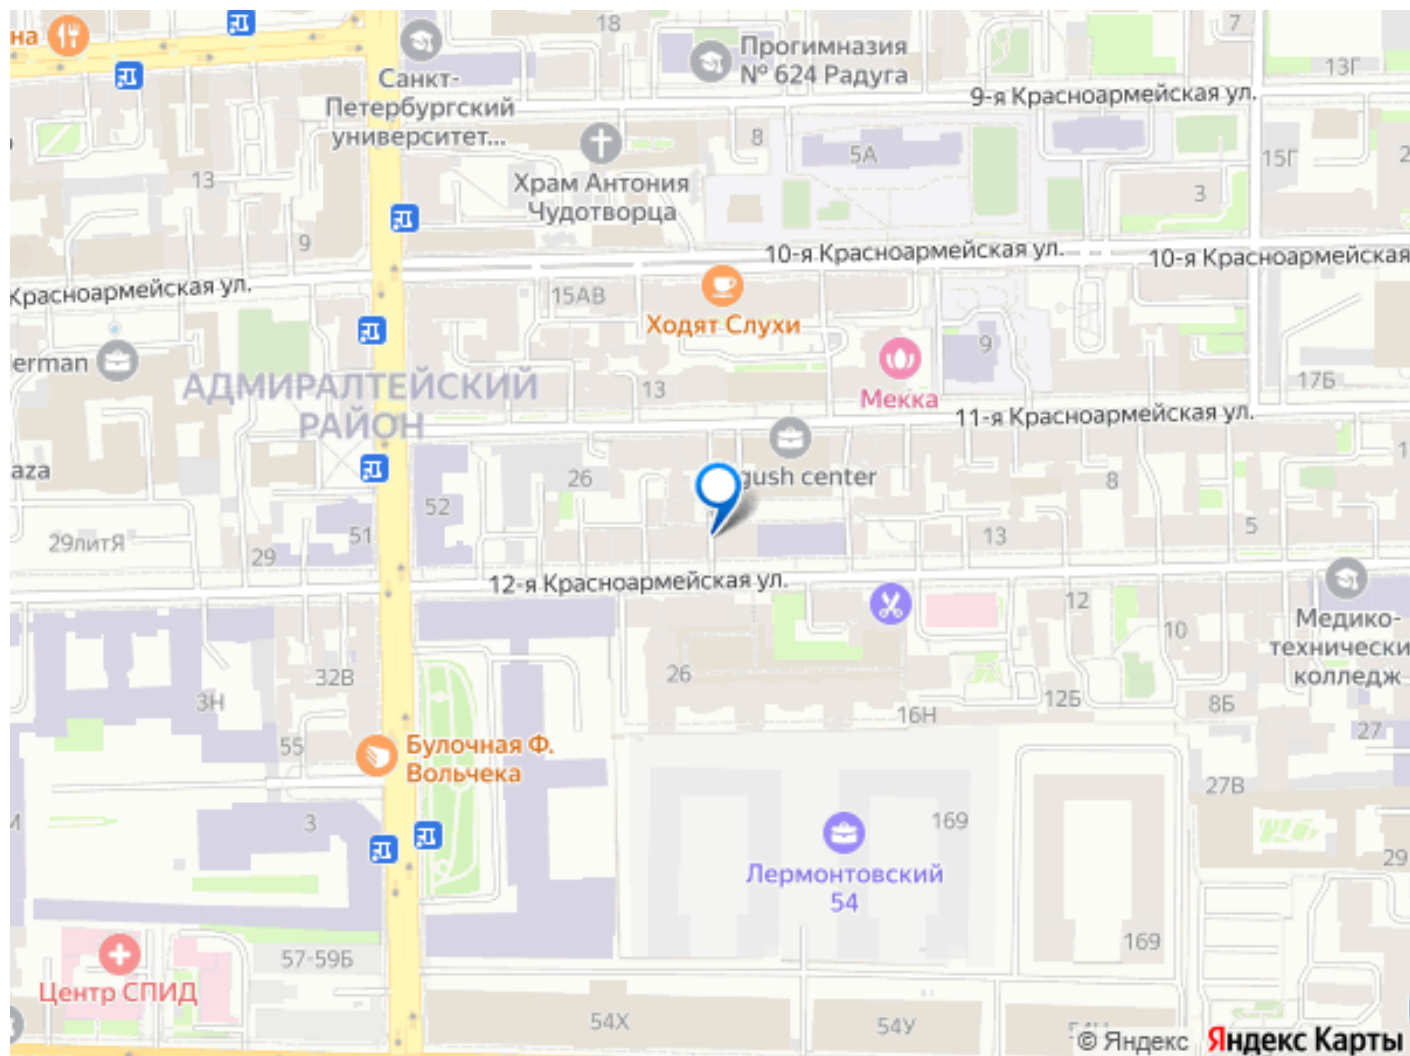 на
18
7
Санкт-
Петербургский
университет...
Прогимназия
№ 624 Радуга
13Г
9-я Красноармейская ул.
8
5А
15Г
2
13
Храм Антония
Чудотворца
3
9
10-я Красноармейская ул.
10-я Красноармейская
Красноармейская ул.
15АВ
Ходят Слухи
9
erman
АДМИРАЛТЕЙСКИЙ
РАЙОН
13
Мекка
17Б
11-я Красноармейская ул.
aza
26
gush center
8
1
52
51
29литЯ
29
13
5
12-я Красноармейская ул.
12
10
Медико-
технически
колледж
26
32В
3Н
16Н
12Б
8Б
27
55
Булочная Ф.
Вольчека
27В
3
169
Лермонтовский
54
29
169
57-59Б
Центр СПИД
54Х
54У
© Яндекс
Яндекс Карты